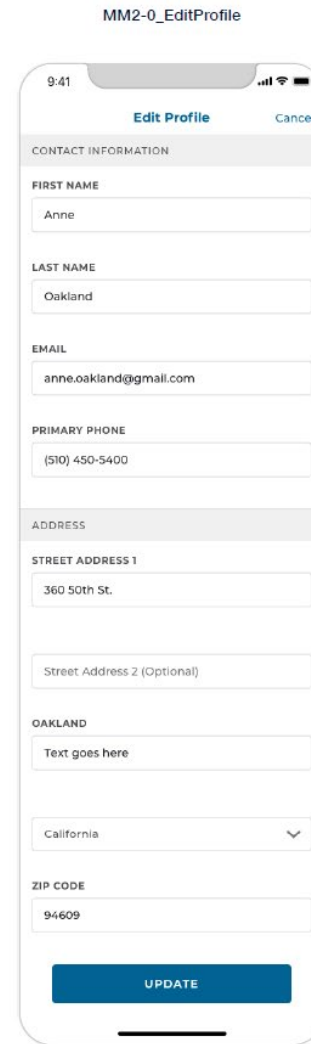 MM2-0_EditProfile
9:41
Edit Profile Cance
CONTACT INFORMATION
FIRST NAME
Anne
LAST NAME
Oakland
EMAIL
anne.oakland@gmail.com
PRIMARY PHONE
(510) 450-5400
ADDRESS
STREET ADDRESS 1
360 50th St.
Street Address 2 (Optional)
OAKLAND
Text goes here
California
ZIP CODE
94609
UPDATE